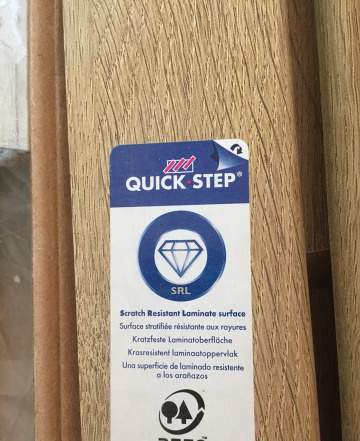 QUICK·STEP®
SRL
Scratch Resistant Laminate surface
Surface stratifiée résistante aux rayures
Kratzfeste Laminatoberfläche
Krasresistent laminaatoppervlak
Una superficie de laminado resistente
a los arañazos
PEFC™